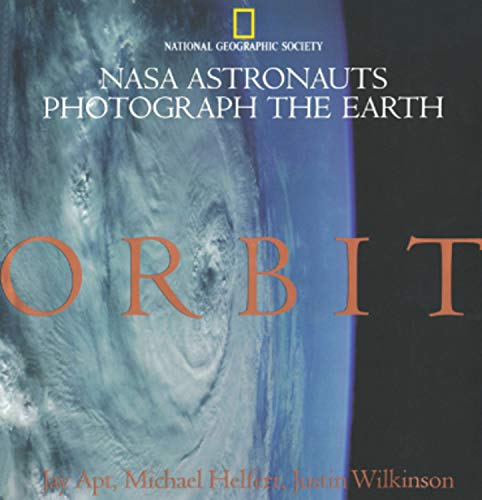 NATIONAL GEOGRAPHIC SOCIETY
NASA ASTRONAUTS
PHOTOGRAPH THE EARTH
ORBIT
Jay Apt, Michael Helfert, Justin Wilkinson